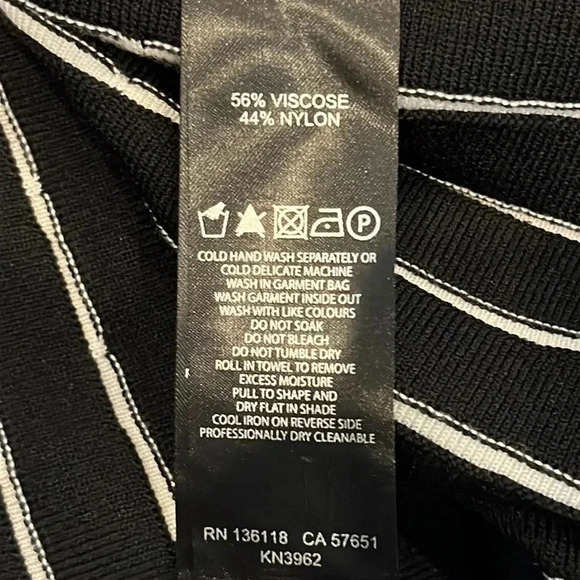 56% VISCOSE
44% NYLON
P
COLD HAND WASH SEPARATELY OR
COLD DELICATE MACHINE
WASH IN GARMENT BAG
WASH GARMENT INSIDE OUT
WASH WITH LIKE COLOURS
DO NOT SOAK
DO NOT BLEACH
DO NOT TUMBLE DRY
ROLL IN TOWEL TO REMOVE
EXCESS MOISTURE
PULL TO SHAPE AND
DRY FLAT IN SHADE
COOL IRON ON REVERSE SIDE
PROFESSIONALLY DRY CLEANABLE
RN 136118 CA 57651
KN3962